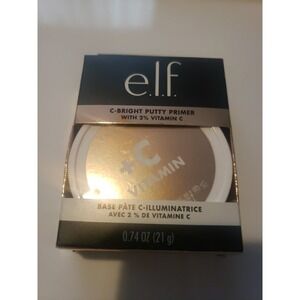 e.l.f.
C-BRIGHT PUTTY PRIMER
WITH 2% VITAMIN C
+C
VITAMIN
BASE PÂTE C-ILLUMINATRICE
AVEC 2 % DE VITAMINE C
0.74 OZ (21 g)